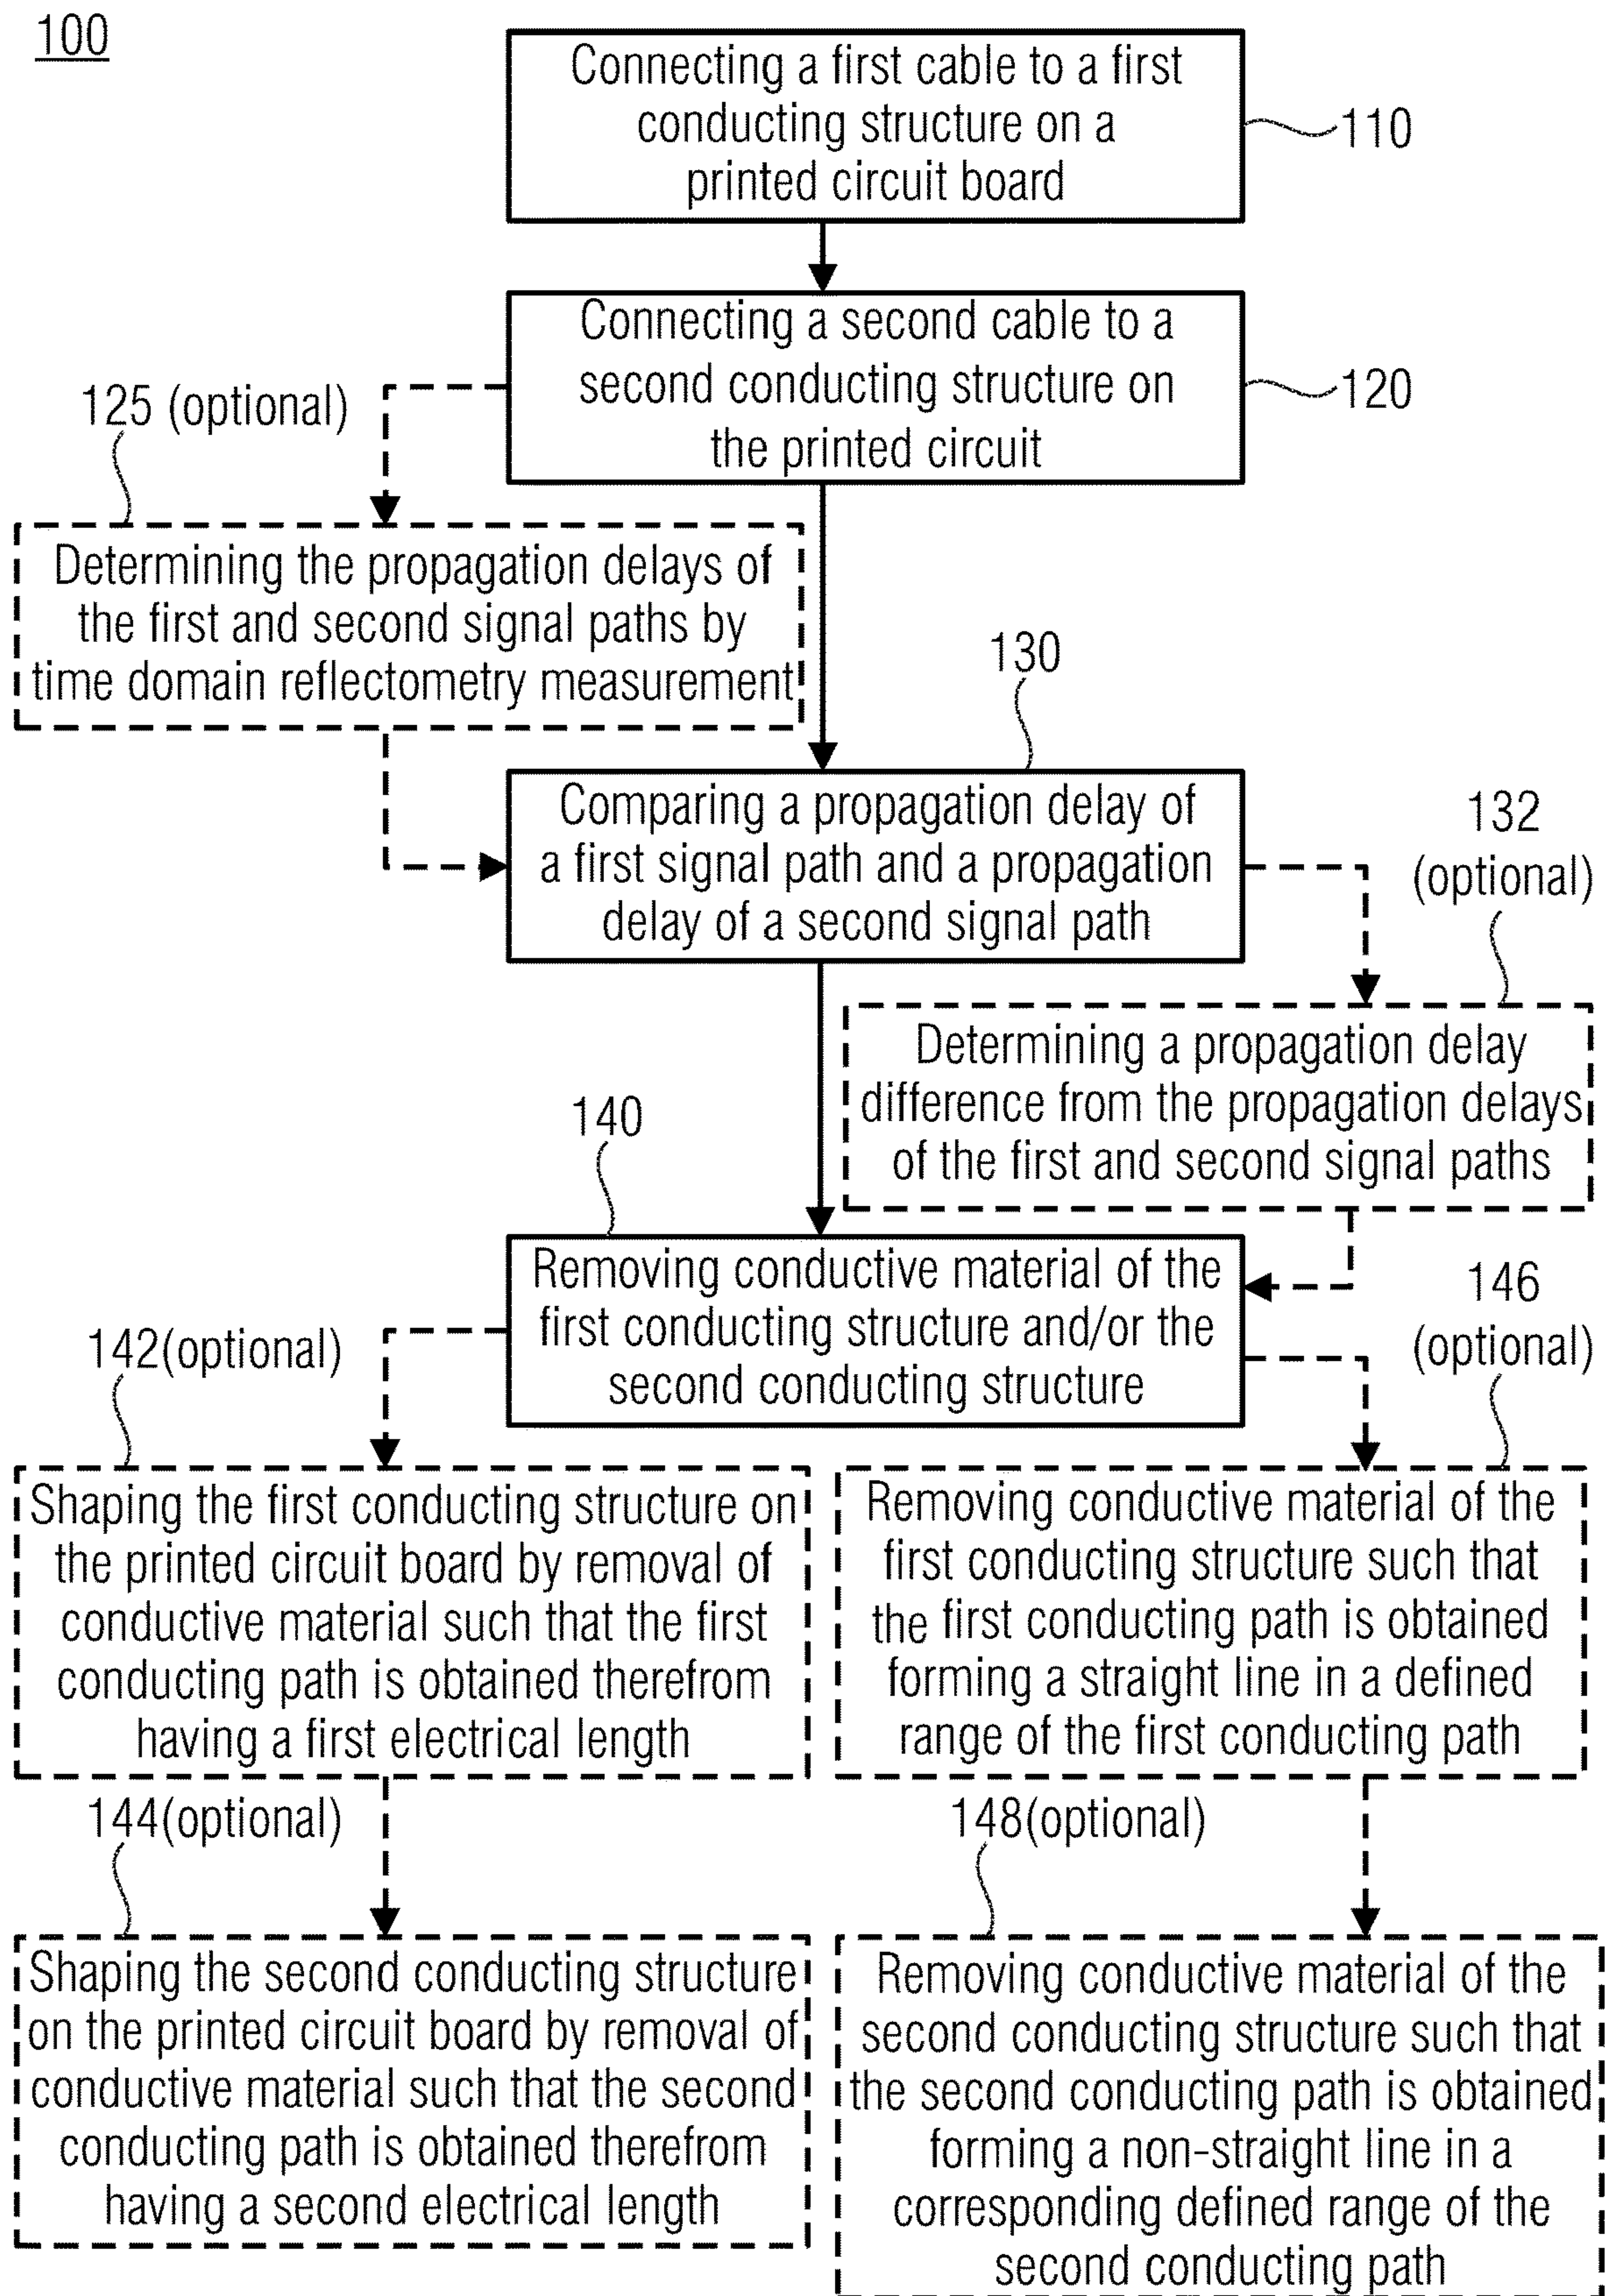 100
Connecting a first cable to a first
conducting structure on a
printed circuit board
110
Connecting a second cable to a
second conducting structure on
the printed circuit
120
125 (optional)
Determining the propagation delays of
the first and second signal paths by
time domain reflectometry measurement
130
Comparing a propagation delay of
a first signal path and a propagation
delay of a second signal path
132
(optional)
Determining a propagation delay
difference from the propagation delays
of the first and second signal paths
140
Removing conductive material of the
first conducting structure and/or the
second conducting structure
142(optional)
Shaping the first conducting structure on
the printed circuit board by removal of
conductive material such that the first
conducting path is obtained therefrom
having a first electrical length
146
(optional)
Removing conductive material of the
first conducting structure such that
the first conducting path is obtained
forming a straight line in a defined
range of the first conducting path
144(optional)
Shaping the second conducting structure
on the printed circuit board by removal of
conductive material such that the second
conducting path is obtained therefrom
having a second electrical length
148(optional)
Removing conductive material of the
second conducting structure such that
the second conducting path is obtained
forming a non-straight line in a
corresponding defined range of the
second conducting path